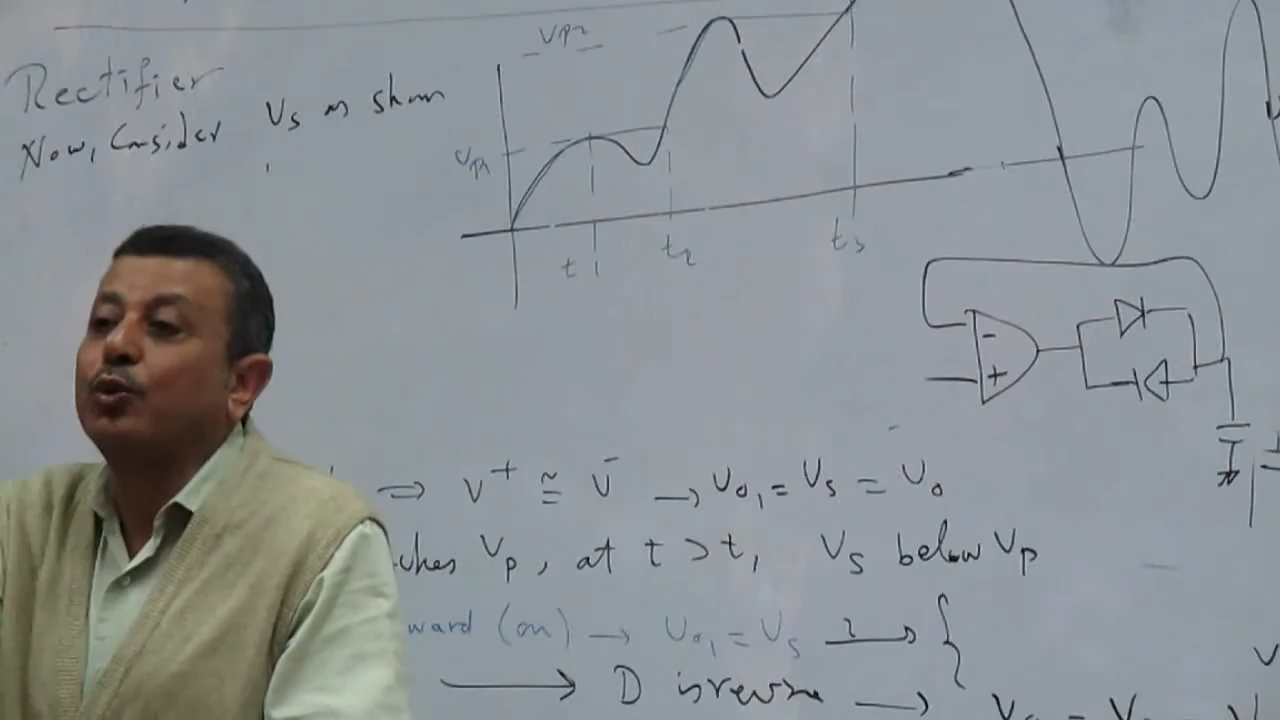 Rectifier
Now, Consider Vs as shown
VP2
VP1
t1
t2
t3
-
+
⇒ V+ ≅ V- → Vo1 = Vs = Vo
ches Vp, at t > t1 Vs below Vp
ward (on) → Vo1 = Vs → {
→ D is reverse →